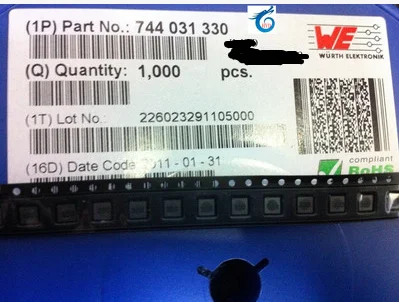 (1P) Part No.: 744 031 330
WE
WÜRTH ELEKTRONIK
(Q) Quantity: 1,000 pcs.
(1T) Lot No.: 226023291105000
(16D) Date Code 2011 - 01 - 31
compliant
RoHS